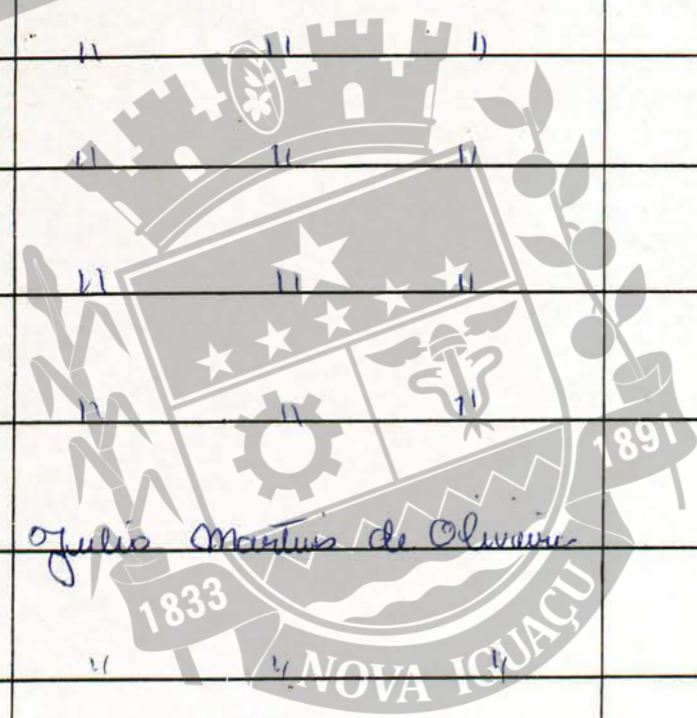 " " "
" " "
" " "
" " "
1891
Julio Martins de Oliveira
1833
" " "
NOVA IGUAÇU